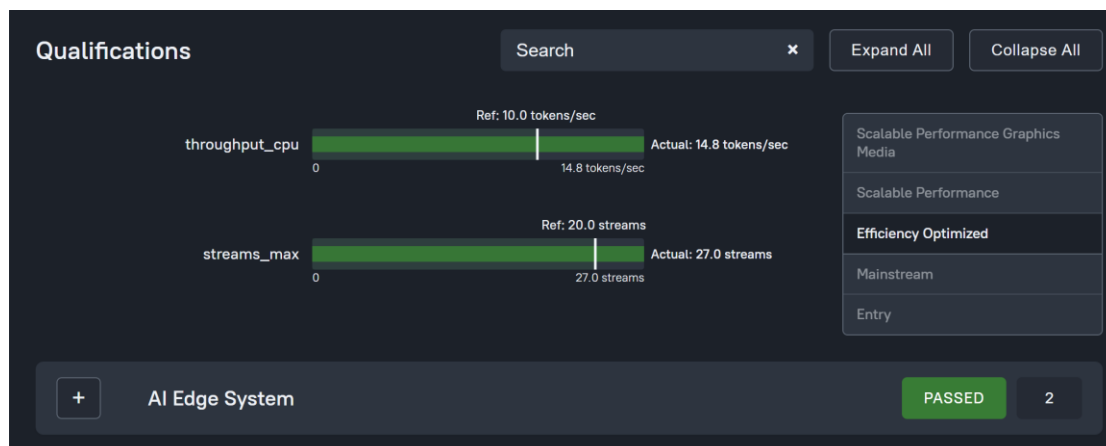 Qualifications
Search
Expand All
Collapse All
Ref: 10.0 tokens/sec
throughput_cpu
Actual: 14.8 tokens/sec
0
14.8 tokens/sec
Ref: 20.0 streams
streams_max
Actual: 27.0 streams
0
27.0 streams
Scalable Performance Graphics
Media
Scalable Performance
Efficiency Optimized
Mainstream
Entry
+
AI Edge System
PASSED
2